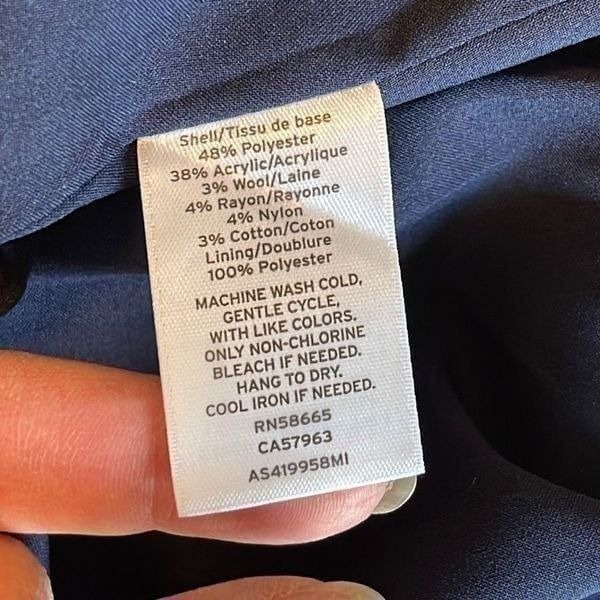 Shell/Tissu de base
48% Polyester
38% Acrylic/Acrylique
3% Wool/Laine
4% Rayon/Rayonne
4% Nylon
3% Cotton/Coton
Lining/Doublure
100% Polyester
MACHINE WASH COLD,
GENTLE CYCLE,
WITH LIKE COLORS.
ONLY NON-CHLORINE
BLEACH IF NEEDED.
HANG TO DRY.
COOL IRON IF NEEDED.
RN58665
CA57963
AS419958MI